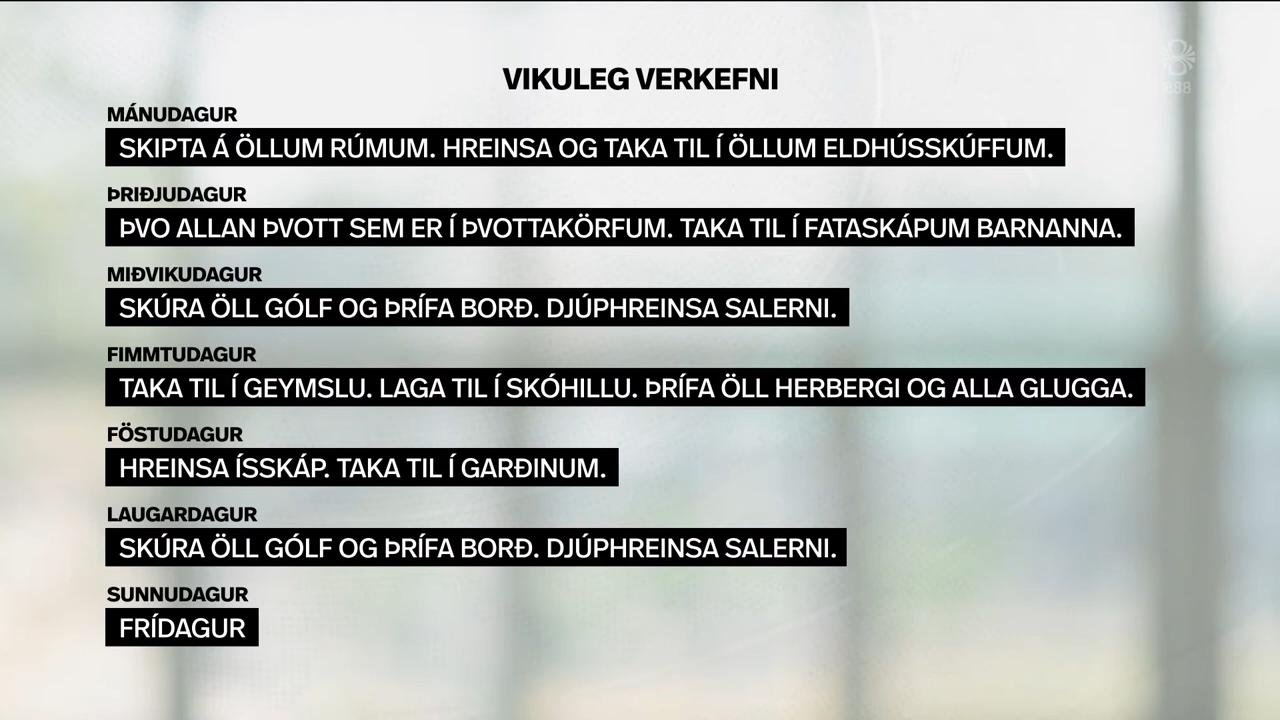 VIKULEG VERKEFNI
888
MÁNUDAGUR
SKIPTA Á ÖLLUM RÚMUM. HREINSA OG TAKA TIL Í ÖLLUM ELDHÚSSKÚFFUM.
ÞRIÐJUDAGUR
ÞVO ALLAN ÞVOTT SEM ER Í ÞVOTTAKÖRFUM. TAKA TIL Í FATASKÁPUM BARNANNA.
MIÐVIKUDAGUR
SKÚRA ÖLL GÓLF OG ÞRÍFA BORÐ. DJÚPHREINSA SALERNI.
FIMMTUDAGUR
TAKA TIL Í GEYMSLU. LAGA TIL Í SKÓHILLU. ÞRÍFA ÖLL HERBERGI OG ALLA GLUGGA.
FÖSTUDAGUR
HREINSA ÍSSKÁP. TAKA TIL Í GARÐINUM.
LAUGARDAGUR
SKÚRA ÖLL GÓLF OG ÞRÍFA BORÐ. DJÚPHREINSA SALERNI.
SUNNUDAGUR
FRÍDAGUR